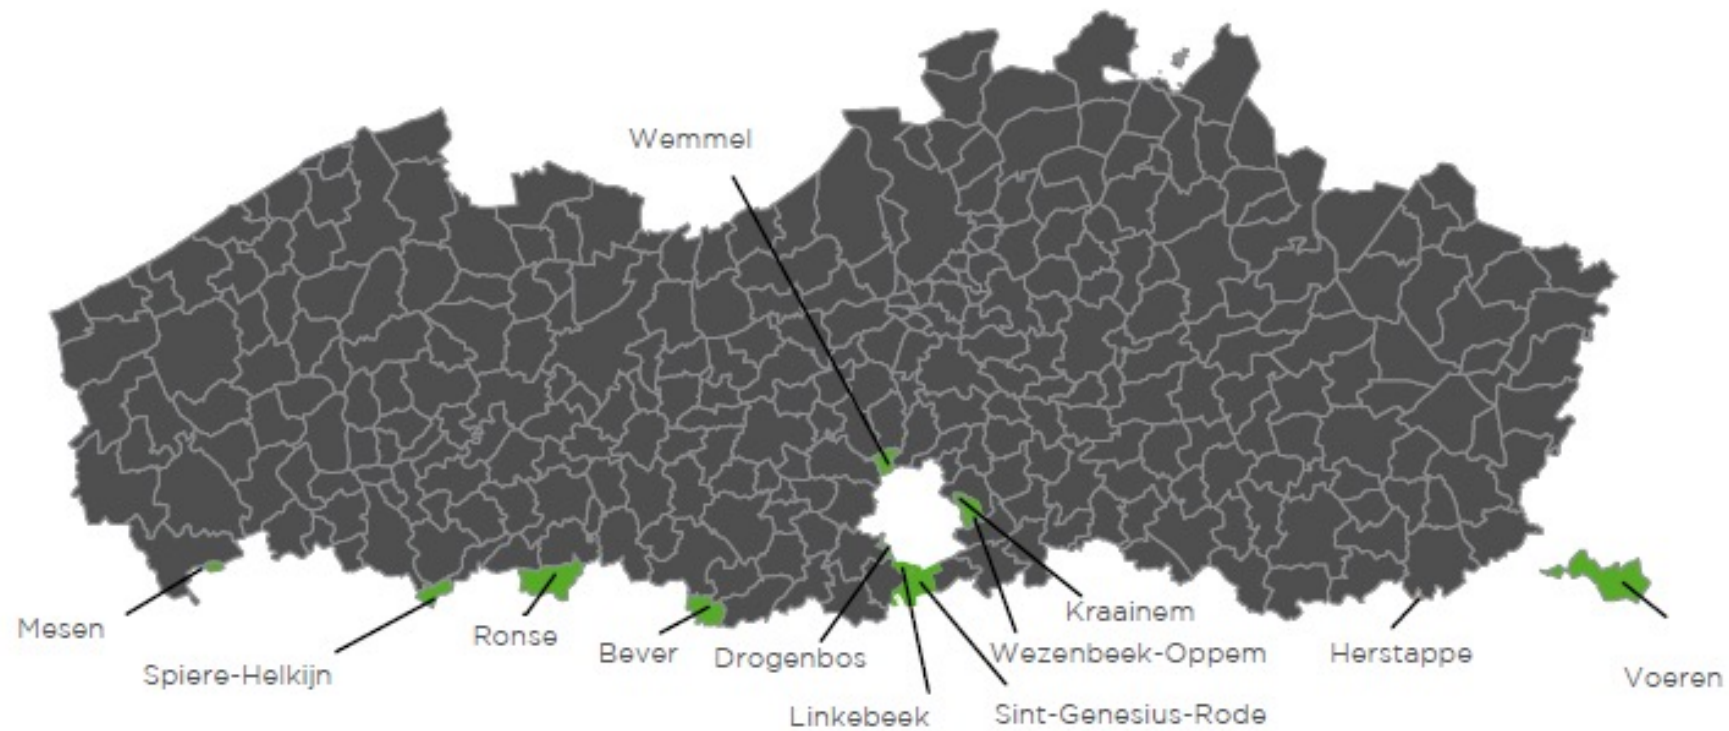 Wemmel
Mesen
Spiere-Helkijn
Ronse
Bever
Drogenbos
Linkebeek
Kraainem
Wezenbeek-Oppem
Sint-Genesius-Rode
Herstappe
Voeren